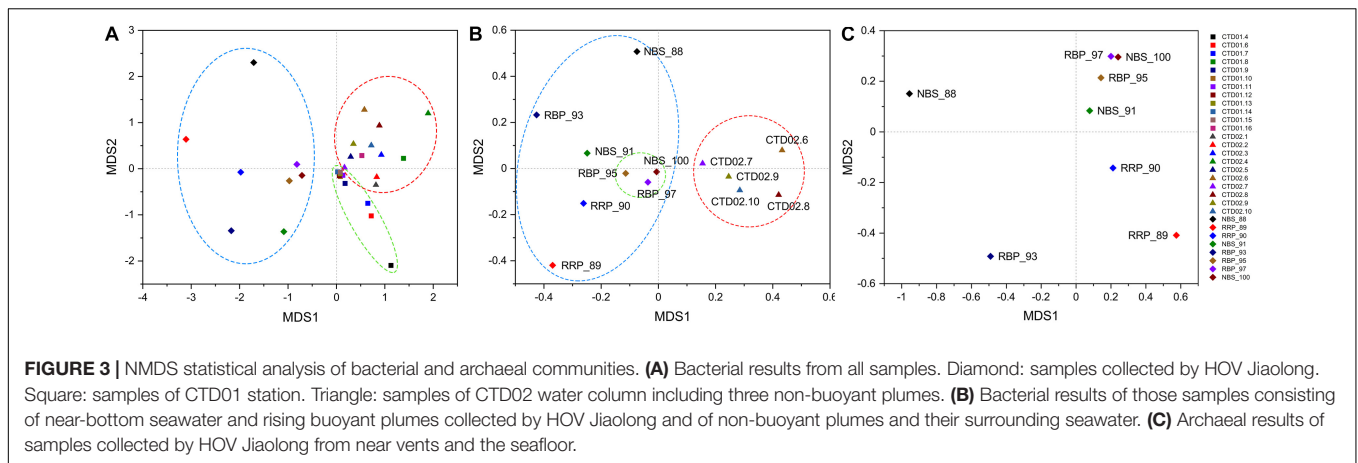 A
B
C
3
2
1
0
-1
-2
-4
-3
-2
-1
0
1
2
MDS2
MDS1
0.6
0.4
0.2
0.0
-0.2
-0.4
-0.4
-0.2
0
0.2
0.4
0.6
MDS2
MDS1
NBS_88
RBP_93
NBS_91
NBS_100
RBP_95
RBP_97
RRP_90
RRP_89
CTD02.6
CTD02.7
CTD02.9
CTD02.10
CTD02.8
0.4
0.2
0
-0.2
-0.4
-0.6
-1
-0.8
-0.6
-0.4
-0.2
0
0.2
0.4
0.6
MDS2
MDS1
RBP_97
NBS_100
RBP_95
NBS_88
NBS_91
RRP_90
RRP_89
RBP_93
CTD01.4
CTD01.6
CTD01.7
CTD01.8
CTD01.9
CTD01.10
CTD01.11
CTD01.12
CTD01.13
CTD01.14
CTD01.15
CTD01.16
CTD02.1
CTD02.2
CTD02.3
CTD02.4
CTD02.5
CTD02.6
CTD02.7
CTD02.8
CTD02.9
CTD02.10
NBS_88
RRP_89
RRP_90
NBS_91
RBP_93
RBP_95
RBP_97
NBS_100
FIGURE 3 | NMDS statistical analysis of bacterial and archaeal communities. (A) Bacterial results from all samples. Diamond: samples collected by HOV Jiaolong.
Square: samples of CTD01 station. Triangle: samples of CTD02 water column including three non-buoyant plumes. (B) Bacterial results of those samples consisting
of near-bottom seawater and rising buoyant plumes collected by HOV Jiaolong and of non-buoyant plumes and their surrounding seawater. (C) Archaeal results of
samples collected by HOV Jiaolong from near vents and the seafloor.